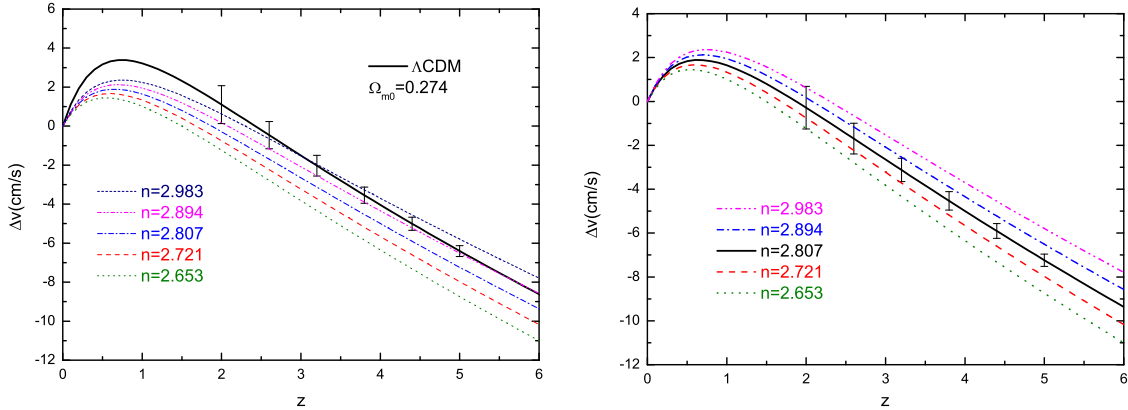 6
4
2
0
-2
-4
-6
-8
-10
-12
Δv(cm/s)
ΛCDM
Ωm0=0.274
n=2.983
n=2.894
n=2.807
n=2.721
n=2.653
0 1 2 3 4 5 6
z
4
2
0
-2
-4
-6
-8
-10
-12
Δv(cm/s)
n=2.983
n=2.894
n=2.807
n=2.721
n=2.653
0 1 2 3 4 5 6
z